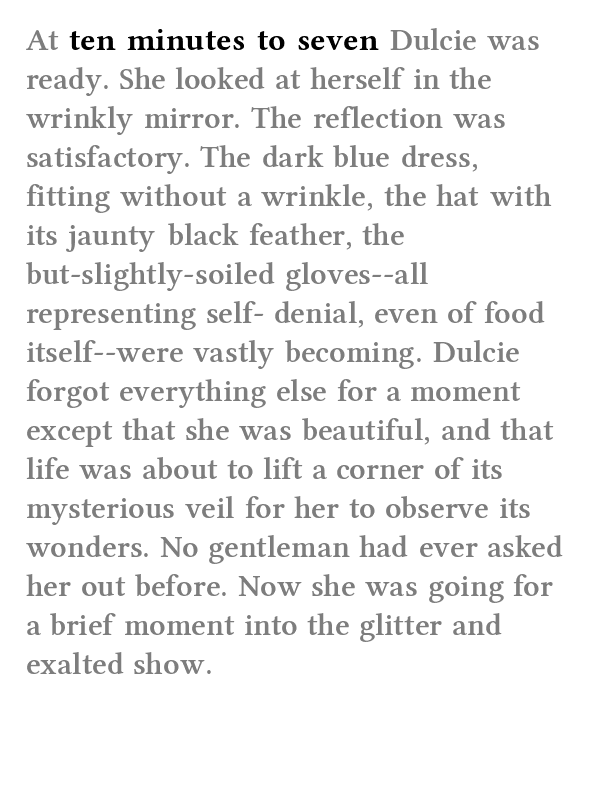 At ten minutes to seven Dulcie was
ready. She looked at herself in the
wrinkly mirror. The reflection was
satisfactory. The dark blue dress,
fitting without a wrinkle, the hat with
its jaunty black feather, the
but-slightly-soiled gloves--all
representing self- denial, even of food
itself--were vastly becoming. Dulcie
forgot everything else for a moment
except that she was beautiful, and that
life was about to lift a corner of its
mysterious veil for her to observe its
wonders. No gentleman had ever asked
her out before. Now she was going for
a brief moment into the glitter and
exalted show.